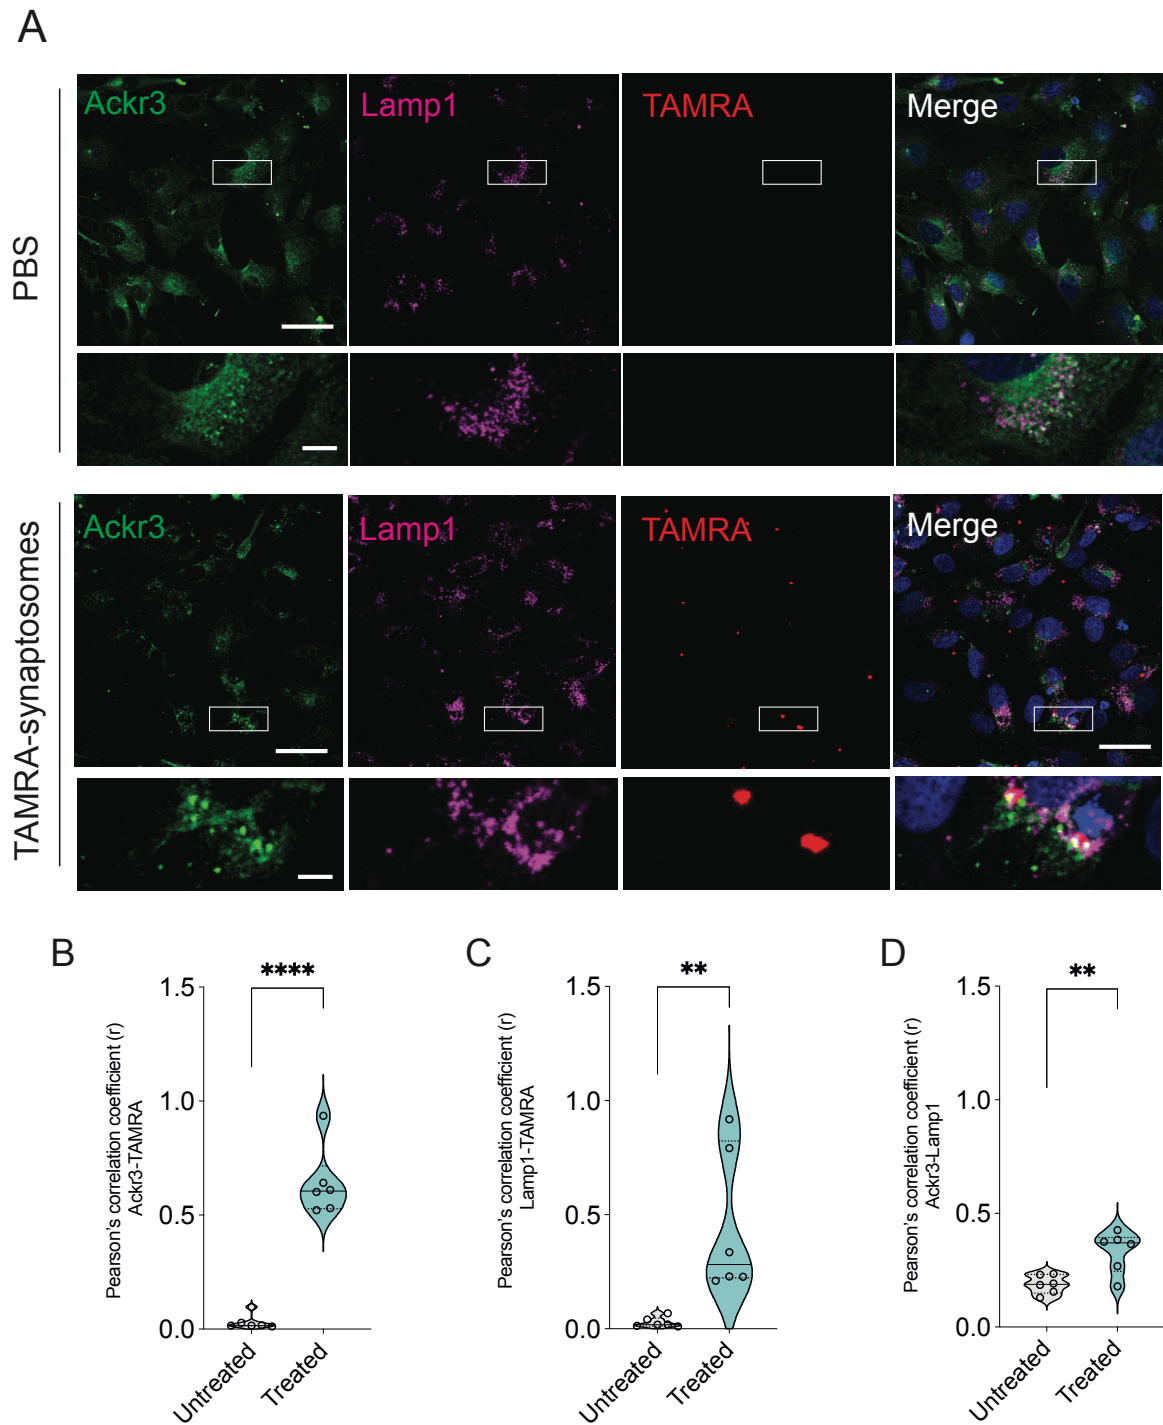 A
PBS
Ackr3
Lamp1
TAMRA
Merge
TAMRA-synaptosomes
Ackr3
Lamp1
TAMRA
Merge
B
****
Pearson's correlation coefficient (r)
Ackr3-TAMRA
1.5
1.0
0.5
0.0
Untreated
Treated
C
**
Pearson's correlation coefficient (r)
Lamp1-TAMRA
1.5
1.0
0.5
0.0
Untreated
Treated
D
**
Pearson's correlation coefficient (r)
Ackr3-Lamp1
1.5
1.0
0.5
0.0
Untreated
Treated